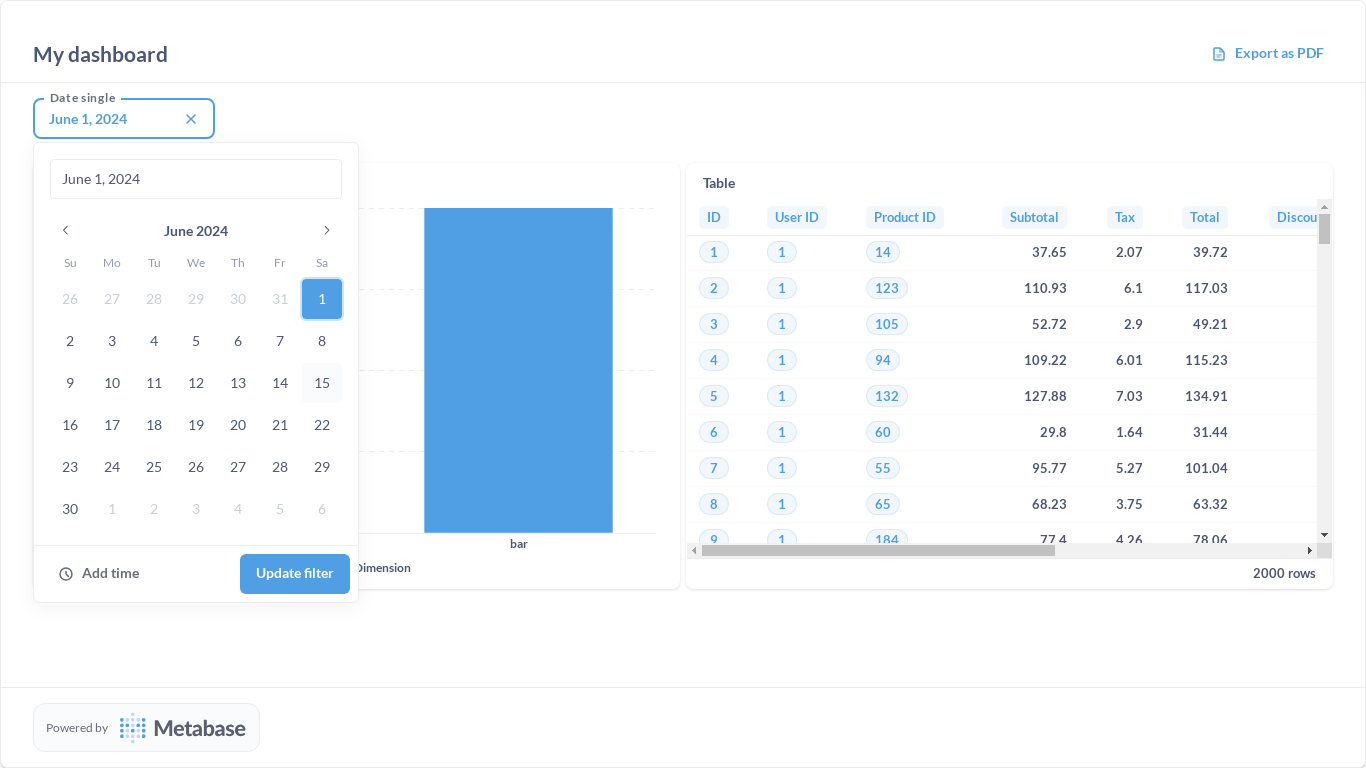 My dashboard
Export as PDF
Date single
June 1, 2024
June 1, 2024
June 2024
Su Mo Tu We Th Fr Sa
26 27 28 29 30 31 1
2 3 4 5 6 7 8
9 10 11 12 13 14 15
16 17 18 19 20 21 22
23 24 25 26 27 28 29
30 1 2 3 4 5 6
Add time
Update filter
bar
Dimension
Table
ID User ID Product ID Subtotal Tax Total Discou
1 1 14 37.65 2.07 39.72
2 1 123 110.93 6.1 117.03
3 1 105 52.72 2.9 49.21
4 1 94 109.22 6.01 115.23
5 1 132 127.88 7.03 134.91
6 1 60 29.8 1.64 31.44
7 1 55 95.77 5.27 101.04
8 1 65 68.23 3.75 63.32
9 1 184 77.4 4.26 78.06
2000 rows
Powered by Metabase